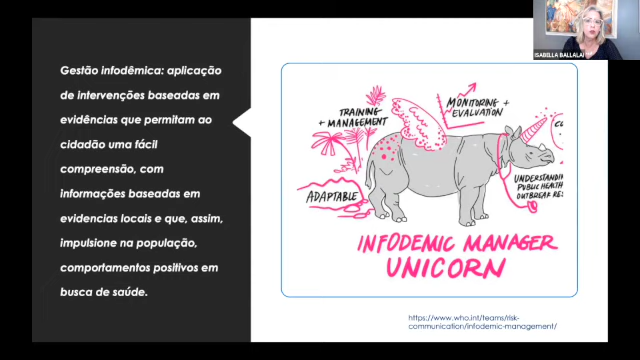 ISABELLA BALLALAI
Gestão infodêmica: aplicação
de intervenções baseadas em
evidências que permitam ao
cidadão uma fácil
compreensão, com
informações baseadas em
evidencias locais e que, assim,
impulsione na população,
comportamentos positivos em
busca de saúde.
TRAINING
+ MANAGEMENT
MONITORING +
EVALUATION
ADAPTABLE
PUBLIC HEALTH
OUTBREAK
INFODEMIC MANAGER
UNICORN
https://www.who.int/teams/risk-
communication/infodemic-management/